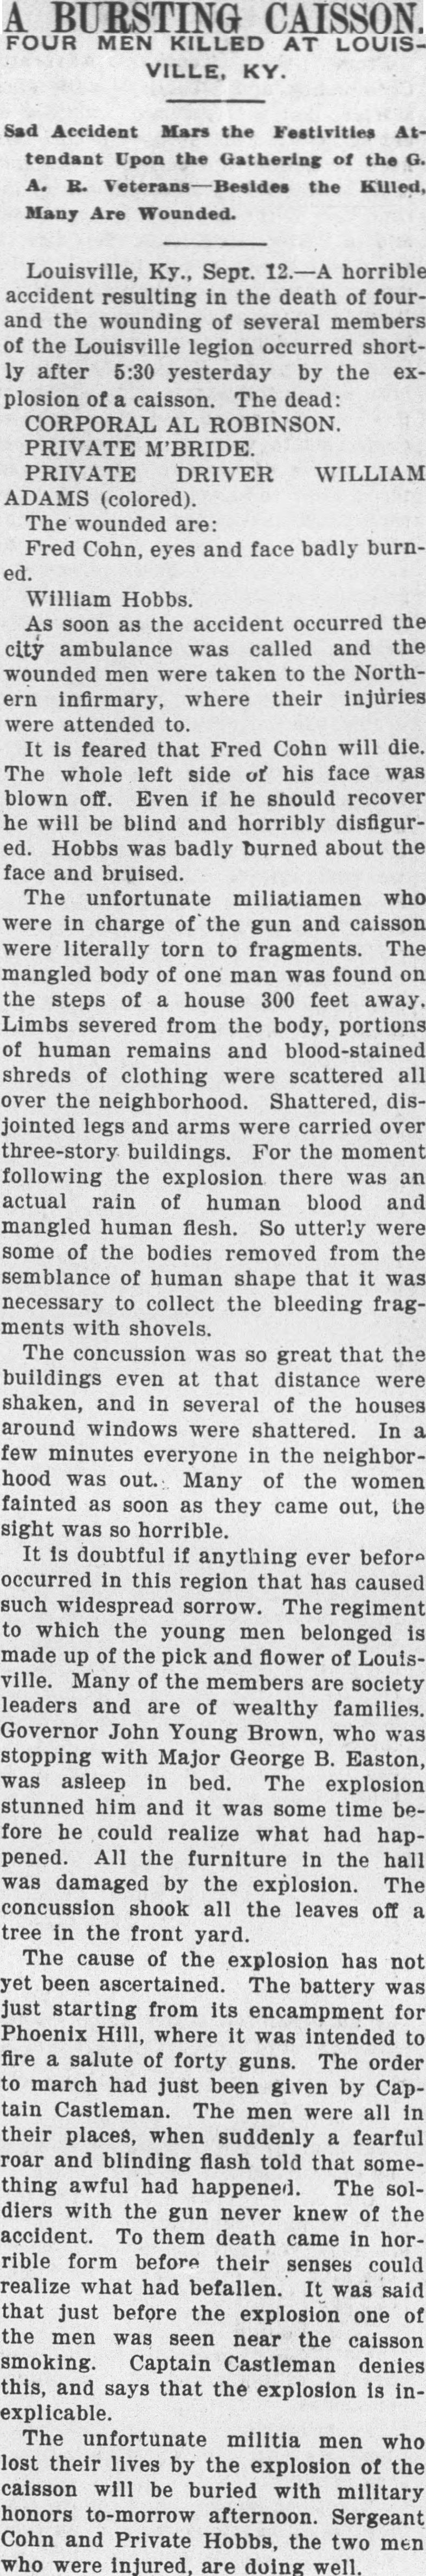 A BURSTING CAISSON.
FOUR MEN KILLED AT LOUIS-
VILLE, KY.
Sad Accident Mars the Festivities At-
tendant Upon the Gathering of the G.
A. R. Veterans—Besides the Killed,
Many Are Wounded.
Louisville, Ky., Sept. 12.—A horrible
accident resulting in the death of four-
and the wounding of several members
of the Louisville legion occurred short-
ly after 5:30 yesterday by the ex-
plosion of a caisson. The dead:
CORPORAL AL ROBINSON.
PRIVATE M'BRIDE.
PRIVATE DRIVER WILLIAM
ADAMS (colored).
The wounded are:
Fred Cohn, eyes and face badly burn-
ed.
William Hobbs.
As soon as the accident occurred the
city ambulance was called and the
wounded men were taken to the North-
ern infirmary, where their injuries
were attended to.
It is feared that Fred Cohn will die.
The whole left side of his face was
blown off. Even if he should recover
he will be blind and horribly disfigur-
ed. Hobbs was badly burned about the
face and bruised.
The unfortunate miliatiamen who
were in charge of the gun and caisson
were literally torn to fragments. The
mangled body of one man was found on
the steps of a house 300 feet away.
Limbs severed from the body, portions
of human remains and blood-stained
shreds of clothing were scattered all
over the neighborhood. Shattered, dis-
jointed legs and arms were carried over
three-story buildings. For the moment
following the explosion there was an
actual rain of human blood and
mangled human flesh. So utterly were
some of the bodies removed from the
semblance of human shape that it was
necessary to collect the bleeding frag-
ments with shovels.
The concussion was so great that the
buildings even at that distance were
shaken, and in several of the houses
around windows were shattered. In a
few minutes everyone in the neighbor-
hood was out. Many of the women
fainted as soon as they came out, the
sight was so horrible.
It is doubtful if anything ever before
occurred in this region that has caused
such widespread sorrow. The regiment
to which the young men belonged is
made up of the pick and flower of Louis-
ville. Many of the members are society
leaders and are of wealthy families.
Governor John Young Brown, who was
stopping with Major George B. Easton,
was asleep in bed. The explosion
stunned him and it was some time be-
fore he could realize what had hap-
pened. All the furniture in the hall
was damaged by the explosion. The
concussion shook all the leaves off a
tree in the front yard.
The cause of the explosion has not
yet been ascertained. The battery was
just starting from its encampment for
Phoenix Hill, where it was intended to
fire a salute of forty guns. The order
to march had just been given by Cap-
tain Castleman. The men were all in
their places, when suddenly a fearful
roar and blinding flash told that some-
thing awful had happened. The sol-
diers with the gun never knew of the
accident. To them death came in hor-
rible form before their senses could
realize what had befallen. It was said
that just before the explosion one of
the men was seen near the caisson
smoking. Captain Castleman denies
this, and says that the explosion is in-
explicable.
The unfortunate militia men who
lost their lives by the explosion of the
caisson will be buried with military
honors to-morrow afternoon. Sergeant
Cohn and Private Hobbs, the two men
who were injured, are doing well.